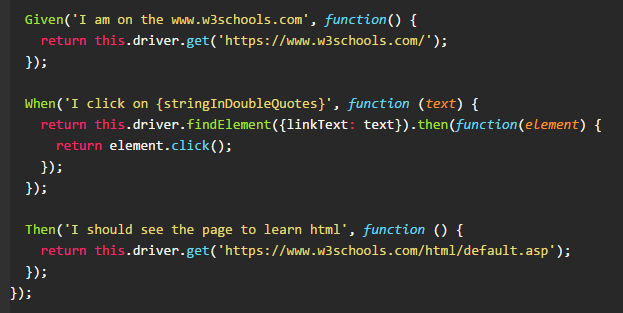 Given('I am on the www.w3schools.com', function() {
return this.driver.get('https://www.w3schools.com/');
});
When('I click on {stringInDoubleQuotes}', function (text) {
return this.driver.findElement({linkText: text}).then(function(element) {
return element.click();
});
});
Then('I should see the page to learn html', function () {
return this.driver.get('https://www.w3schools.com/html/default.asp');
});
});